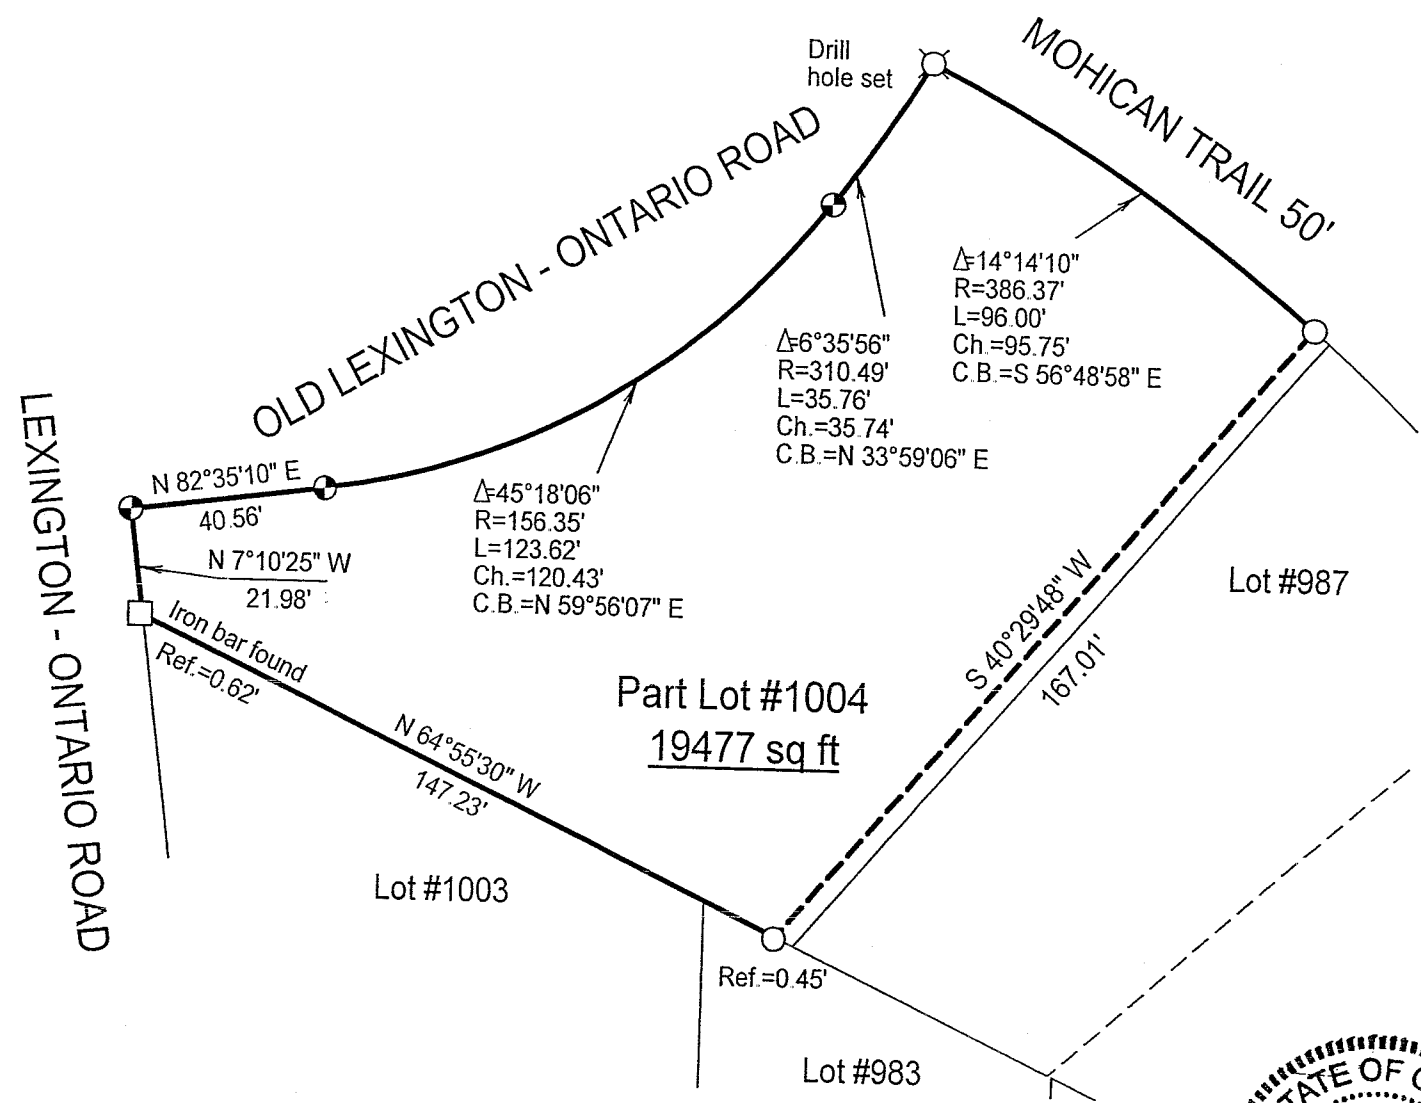 MOHICAN TRAIL 50'
Drill
hole set
OLD LEXINGTON - ONTARIO ROAD
Δ=14°14'10"
R=386.37'
L=96.00'
Ch.=95.75'
C.B.=S 56°48'58" E
Δ=6°35'56"
R=310.49'
L=35.76'
Ch.=35.74'
C.B.=N 33°59'06" E
LEXINGTON - ONTARIO ROAD
N 82°35'10" E
40.56'
Δ=45°18'06"
R=156.35'
L=123.62'
Ch.=120.43'
C.B.=N 59°56'07" E
N 7°10'25" W
21.98'
Iron bar found
Ref.=0.62'
S 40°29'48" W
167.01'
Lot #987
Part Lot #1004
19477 sq ft
N 64°55'30" W
147.23'
Lot #1003
Ref.=0.45'
Lot #983
TATE OF